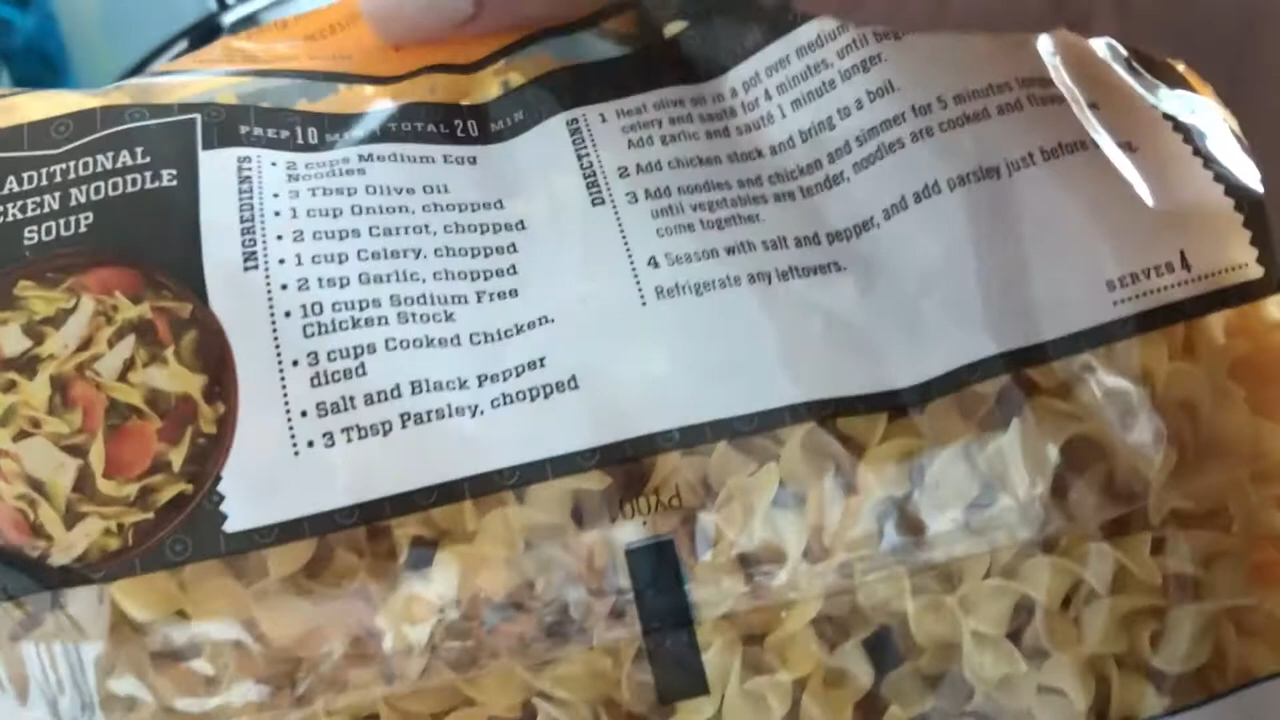 ADITIONAL
CKEN NOODLE
SOUP
PREP 10 MIN | TOTAL 20 MIN
INGREDIENTS
• 2 cups Medium Egg
Noodles
• 3 Tbsp Olive Oil
• 1 cup Onion, chopped
• 2 cups Carrot, chopped
• 1 cup Celery, chopped
• 2 tsp Garlic, chopped
• 10 cups Sodium Free
Chicken Stock
• 3 cups Cooked Chicken,
diced
• Salt and Black Pepper
• 3 Tbsp Parsley, chopped
DIRECTIONS
1 Heat olive oil in a pot over medium
celery and sauté for 4 minutes, until
Add garlic and sauté 1 minute longer.
2 Add chicken stock and bring to a boil.
3 Add noodles and chicken and simmer for 5 minutes
until vegetables are tender, noodles are cooked and
come together.
4 Season with salt and pepper, and add parsley just before
Refrigerate any leftovers.
SERVES 4